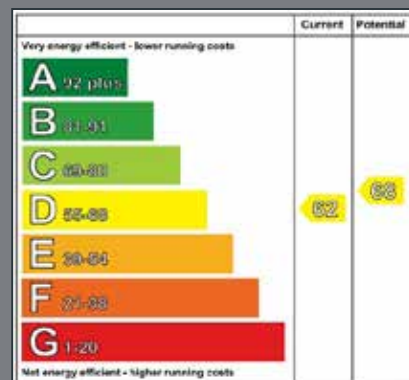 Current Potential
Very energy efficient - lower running costs
A 92 plus
B 81-91
C 69-80
D 55-68
E 39-54
F 21-38
G 1-20
62
68
Not energy efficient - higher running costs